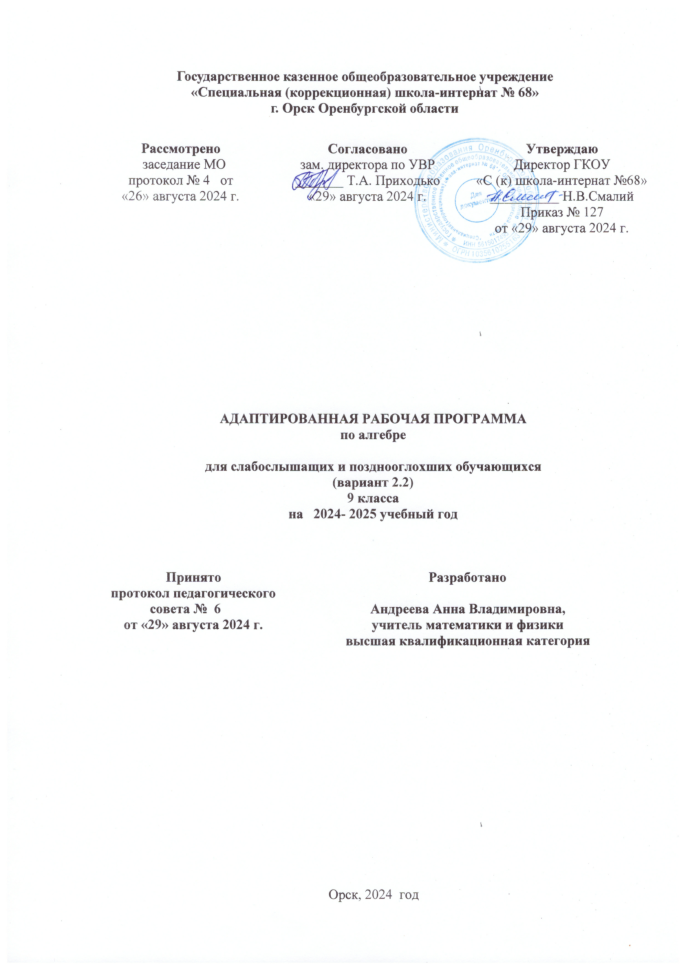 Государственное казенное общеобразовательное учреждение
«Специальная (коррекционная) школа-интернат № 68»
г. Орск Оренбургской области
Рассмотрено
заседание МО
протокол № 4 от
«26» августа 2024 г.
Согласовано
зам. директора по УВР
Т.А. Приходько
«29» августа 2024 г.
Утверждаю
Директор ГКОУ
«С (к) школа-интернат №68»
Н.В.Смалий
Приказ № 127
от «29» августа 2024 г.
АДАПТИРОВАННАЯ РАБОЧАЯ ПРОГРАММА
по алгебре
для слабослышащих и позднооглохших обучающихся
(вариант 2.2)
9 класса
на 2024- 2025 учебный год
Принято
протокол педагогического
совета № 6
от «29» августа 2024 г.
Разработано
Андреева Анна Владимировна,
учитель математики и физики
высшая квалификационная категория
Орск, 2024 год